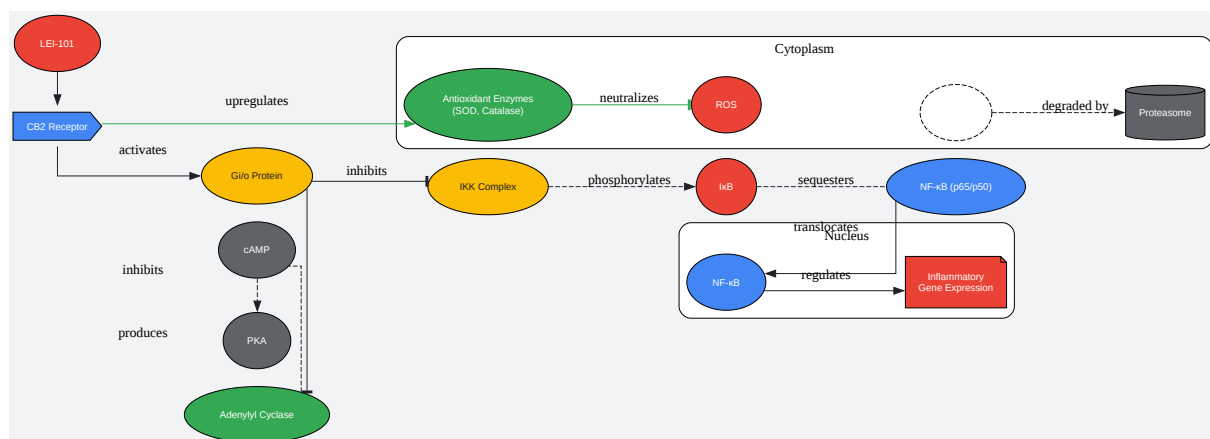 LEI-101
Cytoplasm
upregulates
Antioxidant Enzymes
(SOD, Catalase)
neutralizes
ROS
degraded by
Proteasome
CB2 Receptor
activates
Gi/o Protein
inhibits
IKK Complex
phosphorylates
IκB
sequesters
NF-κB (p65/p50)
translocates
Nucleus
cAMP
inhibits
NF-κB
regulates
Inflammatory
Gene Expression
produces
PKA
Adenylyl Cyclase